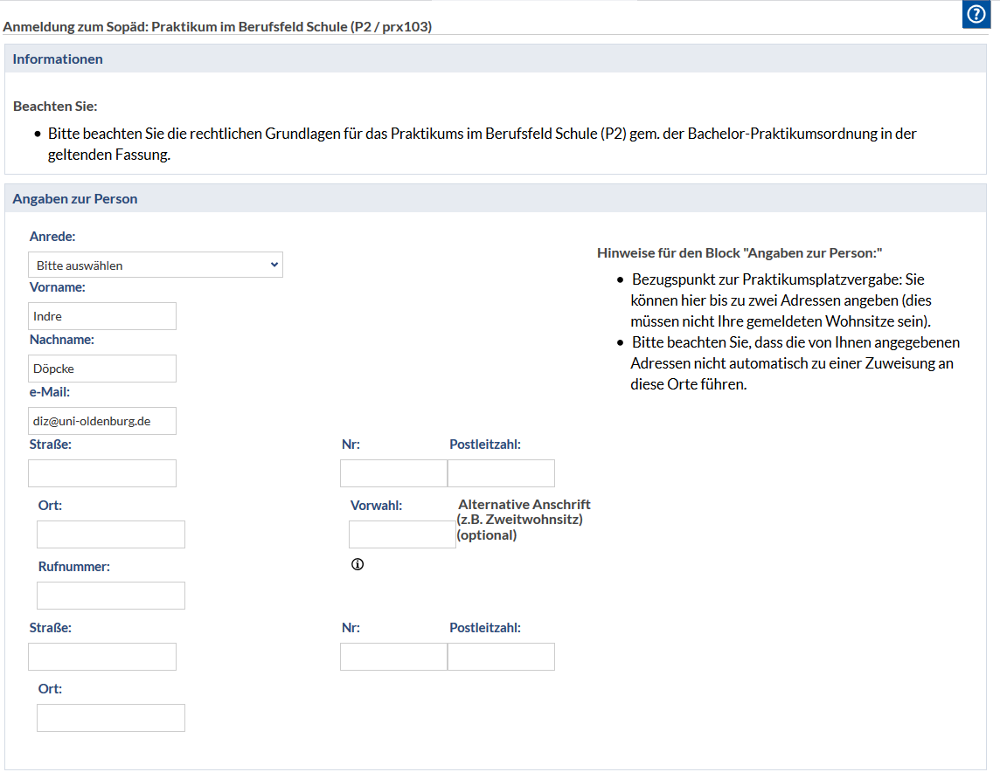 Anmeldung zum Sopäd: Praktikum im Berufsfeld Schule (P2 / prx103)
Informationen
Beachten Sie:
• Bitte beachten Sie die rechtlichen Grundlagen für das Praktikums im Berufsfeld Schule (P2) gem. der Bachelor-Praktikumsordnung in der
geltenden Fassung.
Angaben zur Person
Anrede:
Bitte auswählen
Vorname:
Indre
Nachname:
Döpcke
e-Mail:
diz@uni-oldenburg.de
Hinweise für den Block "Angaben zur Person:"
• Bezugspunkt zur Praktikumsplatzvergabe: Sie
können hier bis zu zwei Adressen angeben (dies
müssen nicht Ihre gemeldeten Wohnsitze sein).
• Bitte beachten Sie, dass die von Ihnen angegebenen
Adressen nicht automatisch zu einer Zuweisung an
diese Orte führen.
Straße: Nr: Postleitzahl:
Ort: Vorwahl: Alternative Anschrift
(z.B. Zweitwohnsitz)
(optional)
Rufnummer:
Straße: Nr: Postleitzahl:
Ort: